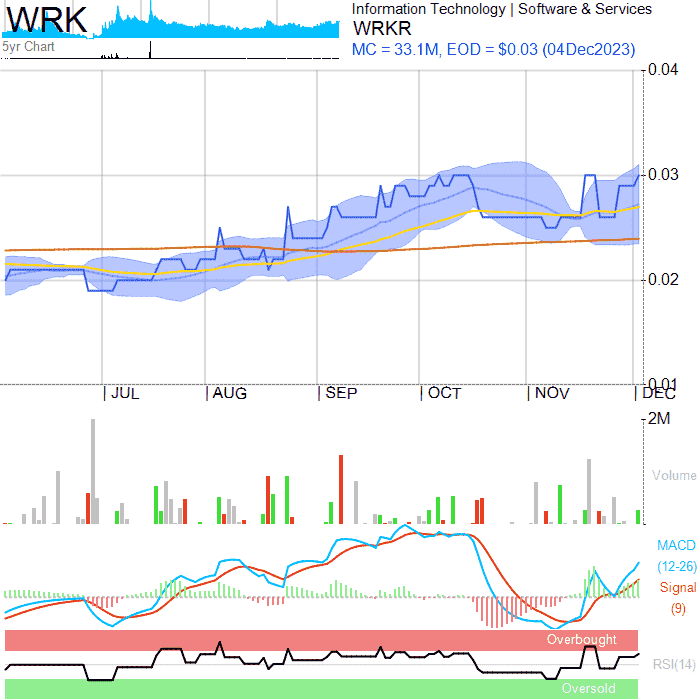 WRK
5yr Chart
Information Technology | Software & Services
WRKR
MC = 33.1M, EOD = $0.03 (04Dec2023)
0.04
0.03
0.02
0.01
JUL
AUG
SEP
OCT
NOV
DEC
2M
Volume
MACD
(12-26)
Signal
(9)
Overbought
RSI(14)
Oversold